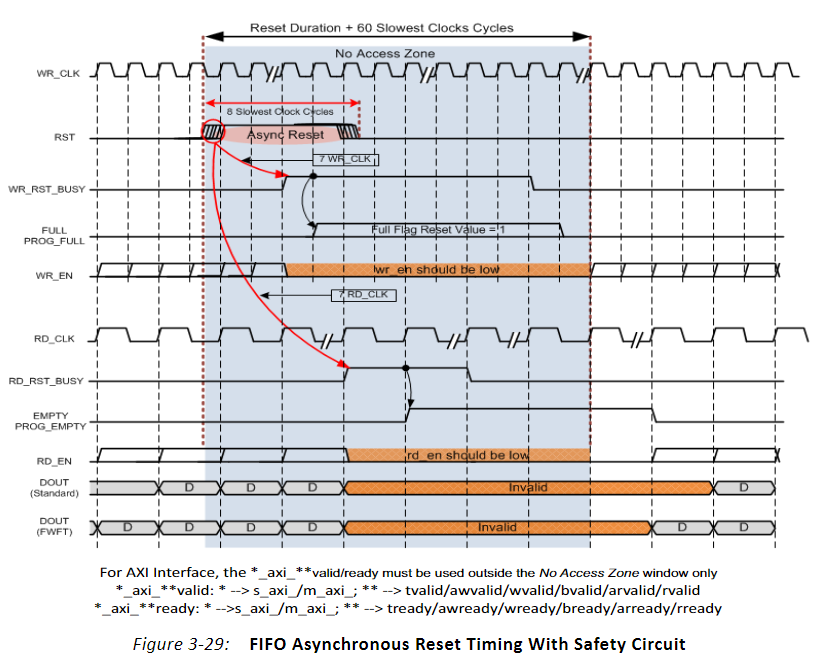 Reset Duration + 60 Slowest Clocks Cycles
No Access Zone
WR_CLK
8 Slowest Clock Cycles
RST
Async Reset
7 WR_CLK
WR_RST_BUSY
FULL
PROG_FULL
Full Flag Reset Value = 1
WR_EN
wr_en should be low
7 RD_CLK
RD_CLK
RD_RST_BUSY
EMPTY
PROG_EMPTY
RD_EN
rd_en should be low
DOUT
(Standard)
D D D Invalid D
DOUT
(FWFT)
D D D D Invalid D D
For AXI Interface, the *_axi_**valid/ready must be used outside the No Access Zone window only
*_axi_**valid: * --> s_axi_/m_axi_; ** --> tvalid/awvalid/wvalid/bvalid/arvalid/rvalid
*_axi_**ready: * -->s_axi_/m_axi_; ** --> tready/awready/wready/bready/arready/rready
Figure 3-29: FIFO Asynchronous Reset Timing With Safety Circuit